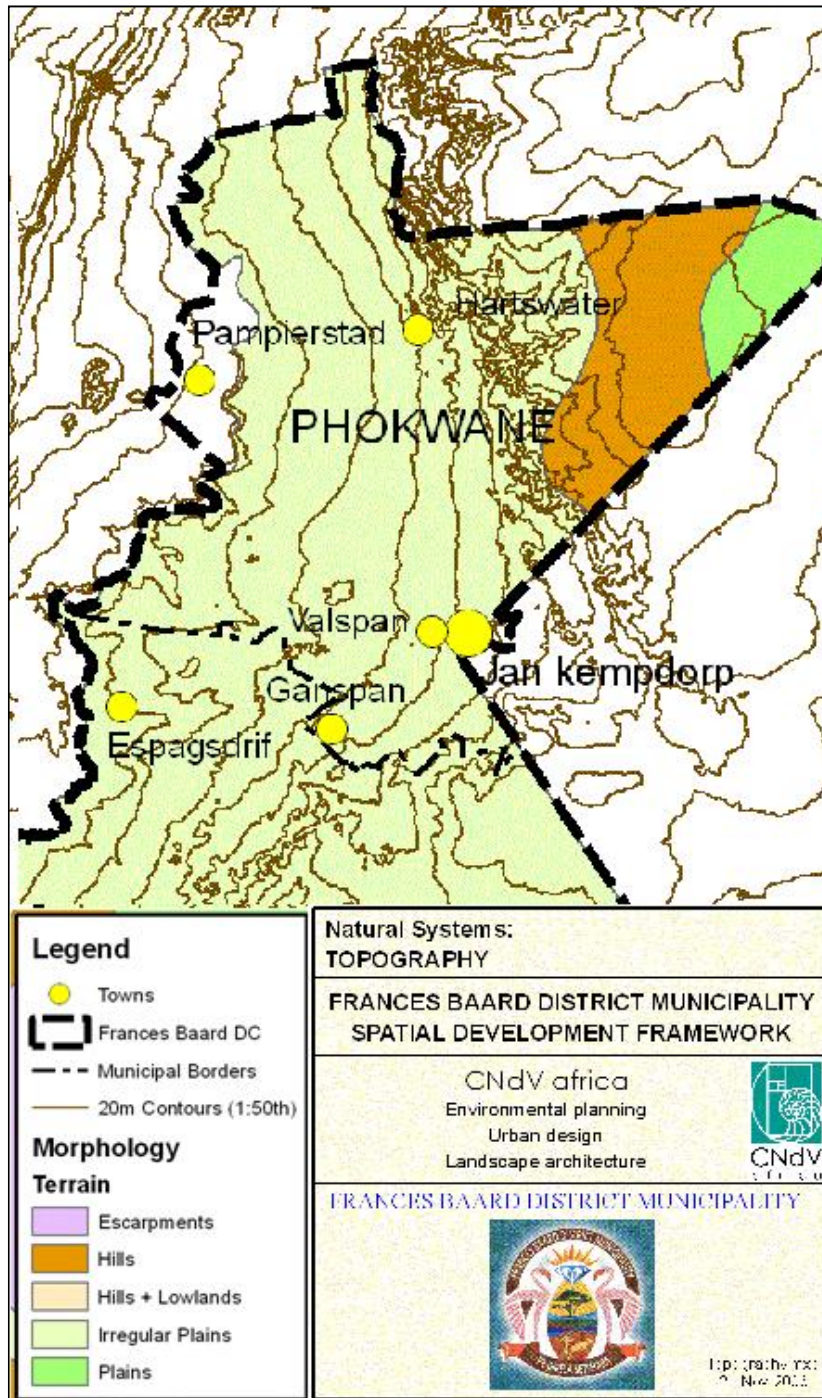 Hartswater
Pampierstad
PHOKWANE
Valspan
Jan kempdorp
Ganspan
Espagsdrif
Legend
Towns
Frances Baard DC
Municipal Borders
20m Contours (1:50th)
Morphology
Terrain
Escarpments
Hills
Hills + Lowlands
Irregular Plains
Plains
Natural Systems:
TOPOGRAPHY
FRANCES BAARD DISTRICT MUNICIPALITY
SPATIAL DEVELOPMENT FRAMEWORK
CNdV africa
Environmental planning
Urban design
Landscape architecture
CNdV
africa
FRANCES BAARD DISTRICT MUNICIPALITY
Nov